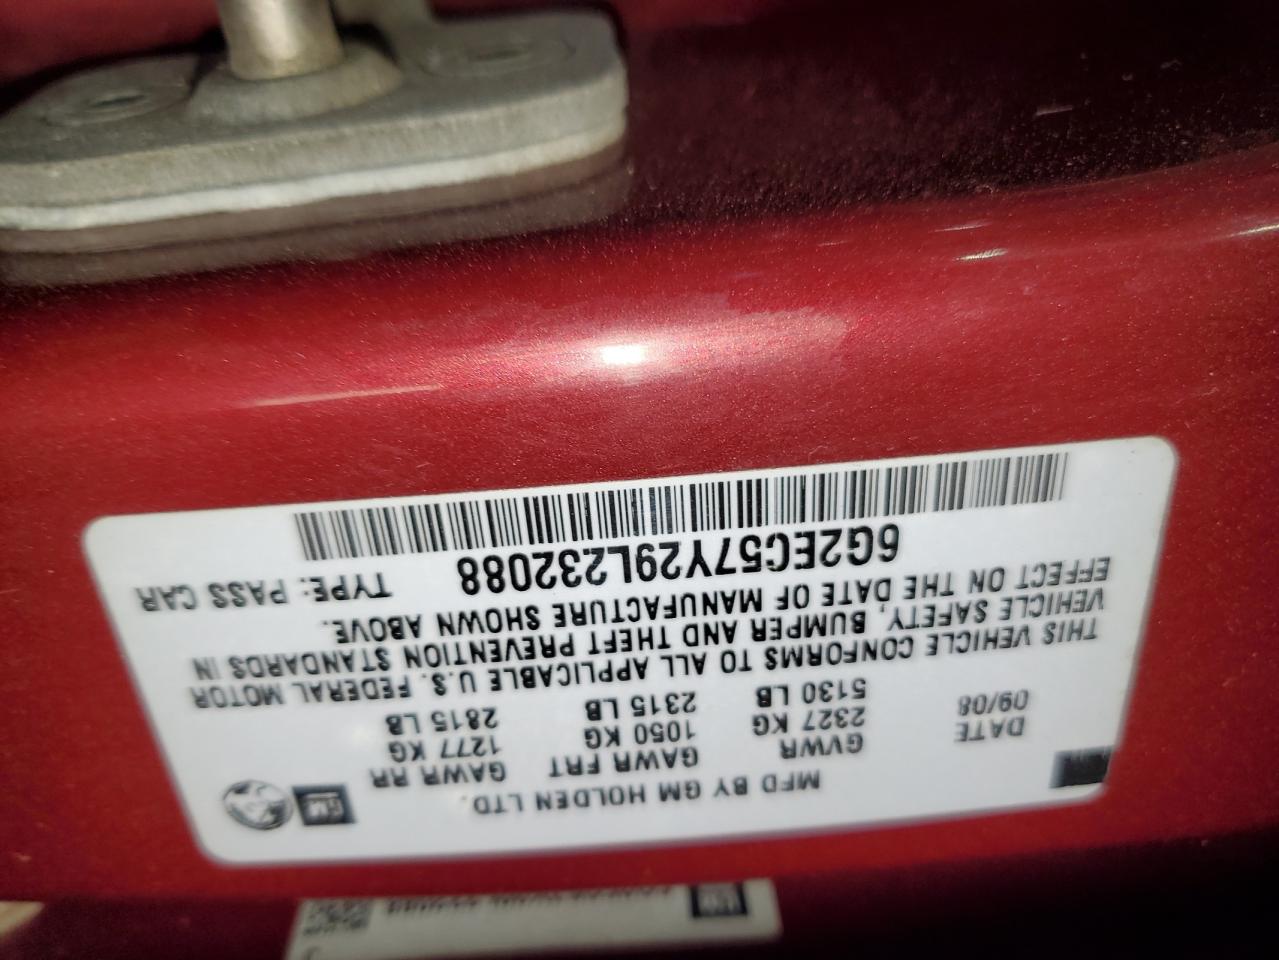 MFD BY GM HOLDEN LTD.
GM
DATE GVWR GAWR FRT GAWR RR
09/08 2327 KG 1050 KG 1277 KG
5130 LB 2315 LB 2815 LB
THIS VEHICLE CONFORMS TO ALL APPLICABLE U.S. FEDERAL MOTOR
VEHICLE SAFETY, BUMPER AND THEFT PREVENTION STANDARDS IN
EFFECT ON THE DATE OF MANUFACTURE SHOWN ABOVE.
6G2EC57Y29L232088 TYPE: PASS CAR